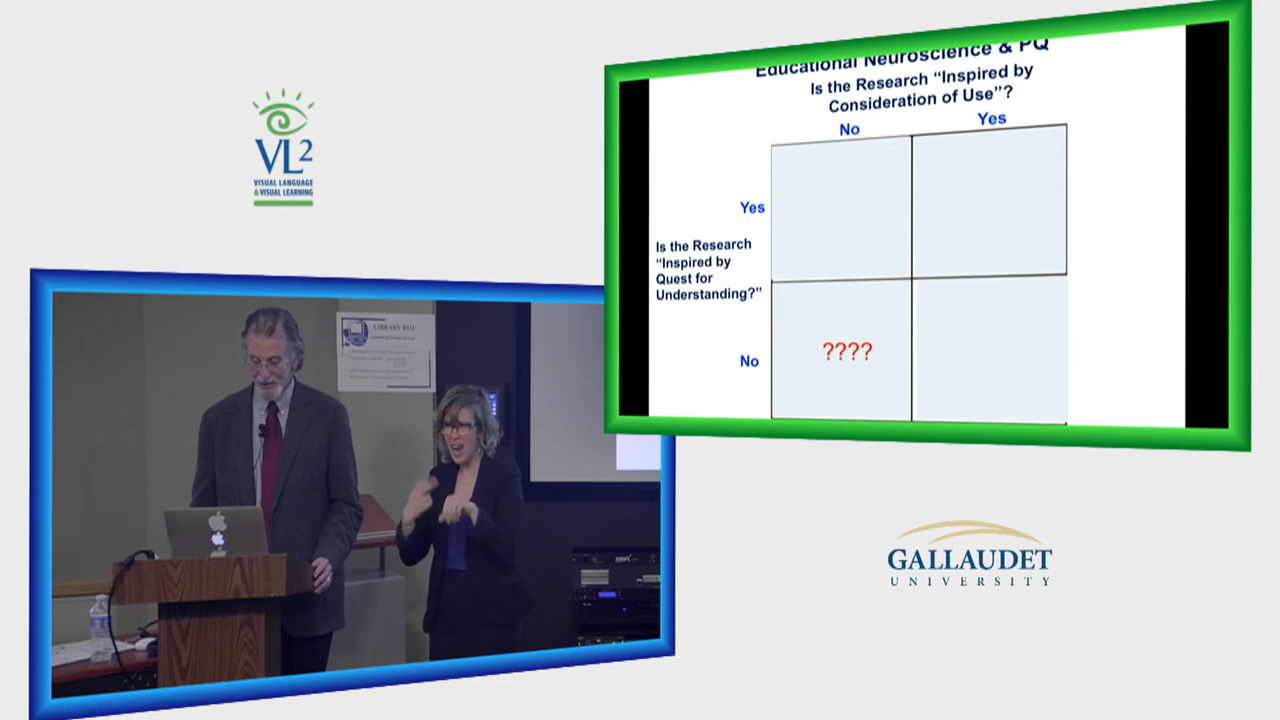 VL2
VISUAL LANGUAGE
& VISUAL LEARNING
Educational Neuroscience & PQ
Is the Research “Inspired by
Consideration of Use”?
No
Yes
Yes
Is the Research
“Inspired by
Quest for
Understanding?”
No
????
LIBRARY B111
GALLAUDET
UNIVERSITY